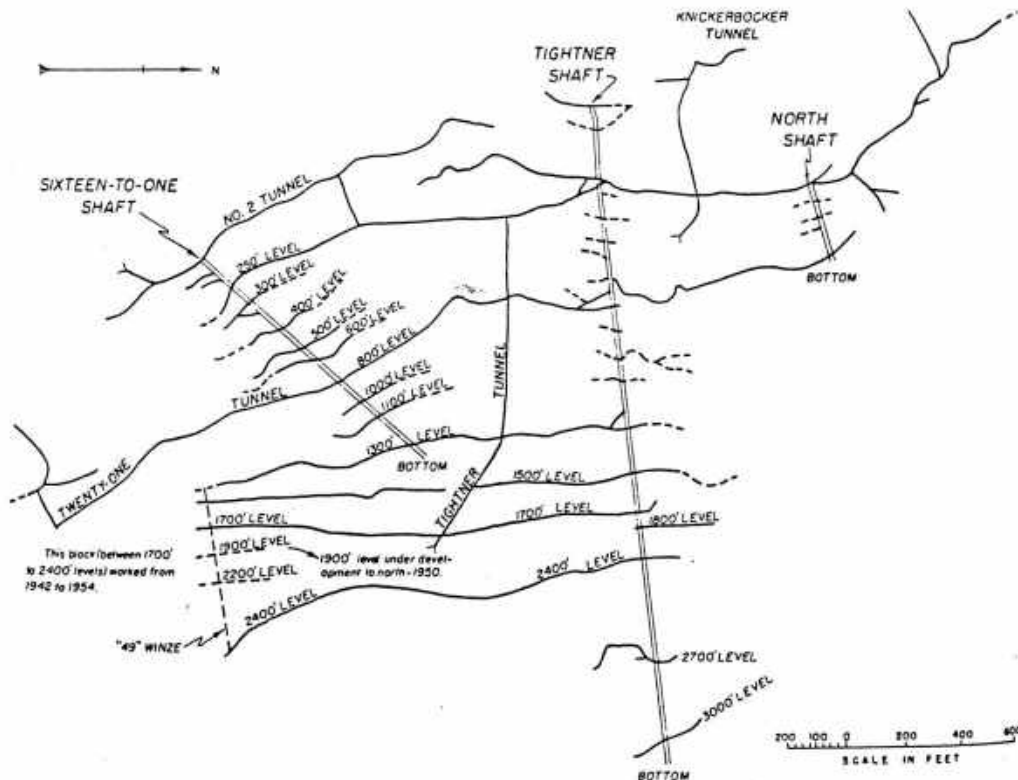 KNICKERBOCKER
TUNNEL
N
TIGHTNER
SHAFT
NORTH
SHAFT
SIXTEEN-TO-ONE
SHAFT
NO. 2 TUNNEL
250' LEVEL
300' LEVEL
400' LEVEL
500' LEVEL
600' LEVEL
800' LEVEL
BOTTOM
TUNNEL
TUNNEL
1000' LEVEL
1100' LEVEL
1300' LEVEL
BOTTOM
TWENTY-ONE
TIGHTNER
1500' LEVEL
1700' LEVEL
1700' LEVEL
1800' LEVEL
This block (between 1700'
to 2400' levels) worked from
1942 to 1954.
1900' LEVEL
1900' level under devel-
opment to north - 1950.
2200' LEVEL
2400' LEVEL
2400' LEVEL
"49" WINZE
2700' LEVEL
3000' LEVEL
BOTTOM
200 100 0 200 400 600
SCALE IN FEET